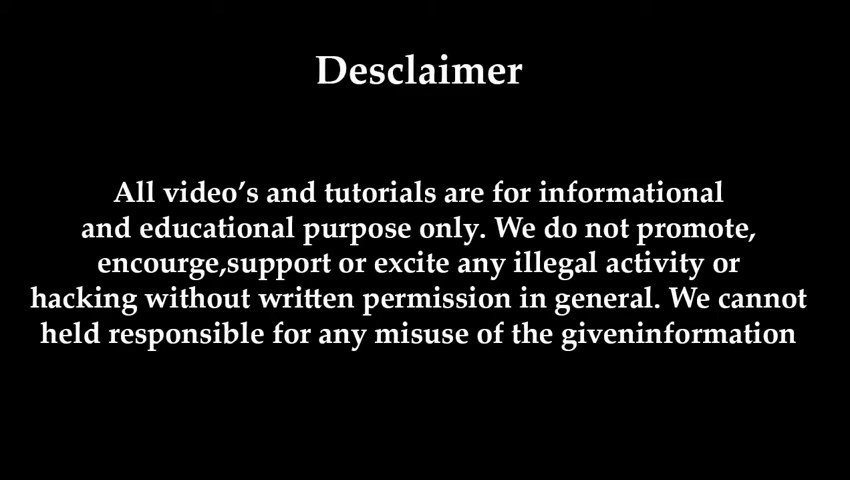 Desclaimer
All video's and tutorials are for informational
and educational purpose only. We do not promote,
encourge,support or excite any illegal activity or
hacking without written permission in general. We cannot
held responsible for any misuse of the giveninformation